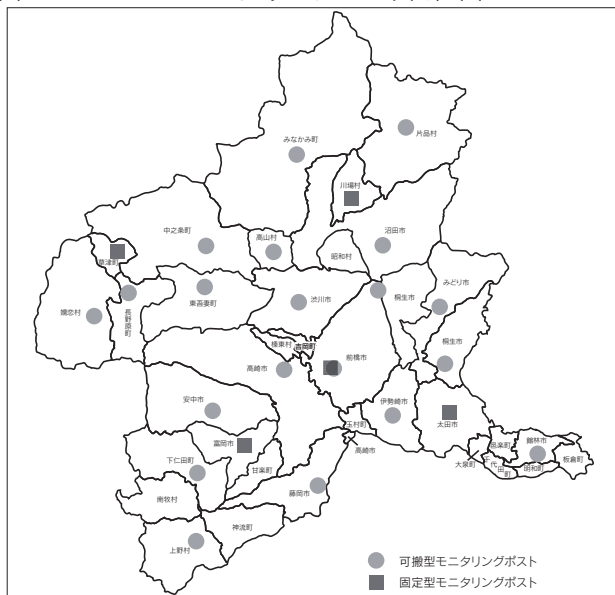 片品村
みなかみ町
川場村
中之条町
高山村
昭和村
沼田市
草津町
嬬恋村
長野原町
東吾妻町
渋川市
桐生市
みどり市
榛東村
吉岡町
高崎市
前橋市
桐生市
安中市
伊勢崎市
太田市
富岡市
玉村町
高崎市
下仁田町
甘楽町
邑楽町
館林市
板倉町
大泉町
千代田町
明和町
南牧村
藤岡市
神流町
上野村
可搬型モニタリングポスト
固定型モニタリングポスト